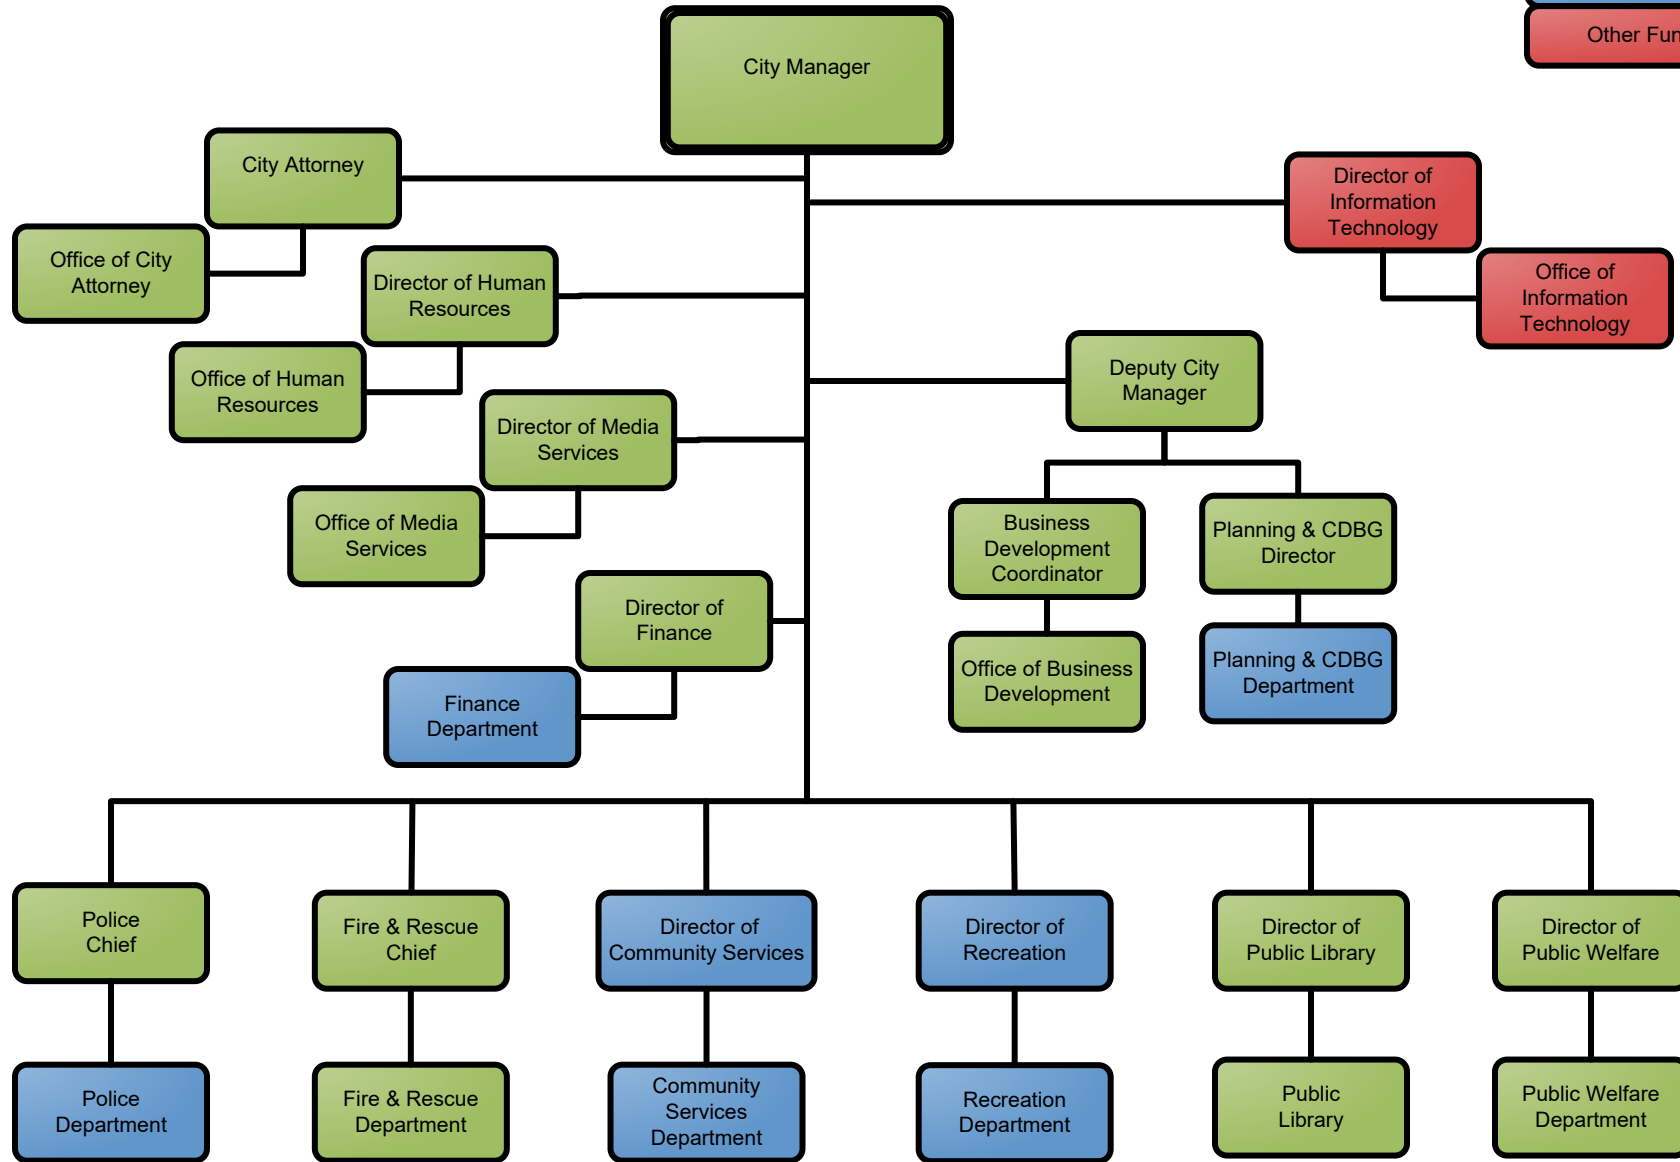 Other Fun
City Manager
City Attorney
Director of
Information
Technology
Office of City
Attorney
Director of Human
Resources
Office of
Information
Technology
Office of Human
Resources
Deputy City
Manager
Director of Media
Services
Office of Media
Services
Business
Development
Coordinator
Planning & CDBG
Director
Director of
Finance
Office of Business
Development
Planning & CDBG
Department
Finance
Department
Police
Chief
Fire & Rescue
Chief
Director of
Community Services
Director of
Recreation
Director of
Public Library
Director of
Public Welfare
Police
Department
Fire & Rescue
Department
Community
Services
Department
Recreation
Department
Public
Library
Public Welfare
Department